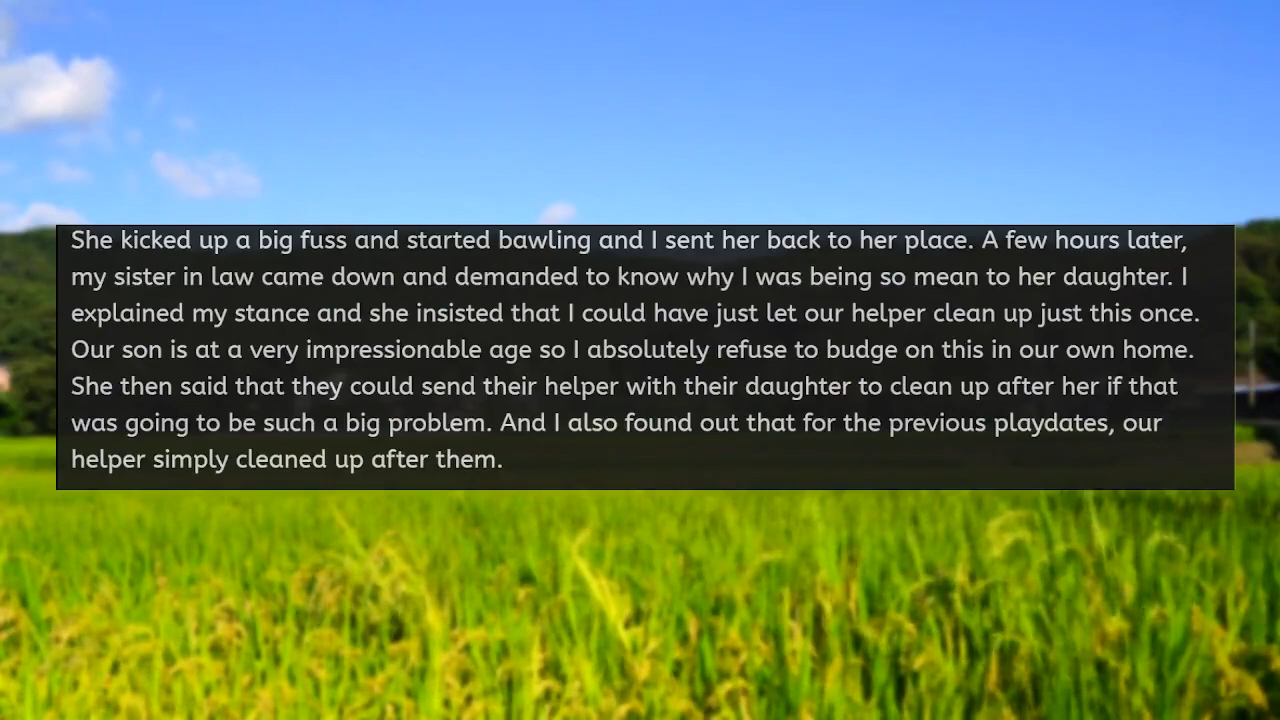 She kicked up a big fuss and started bawling and I sent her back to her place. A few hours later,
my sister in law came down and demanded to know why I was being so mean to her daughter. I
explained my stance and she insisted that I could have just let our helper clean up just this once.
Our son is at a very impressionable age so I absolutely refuse to budge on this in our own home.
She then said that they could send their helper with their daughter to clean up after her if that
was going to be such a big problem. And I also found out that for the previous playdates, our
helper simply cleaned up after them.